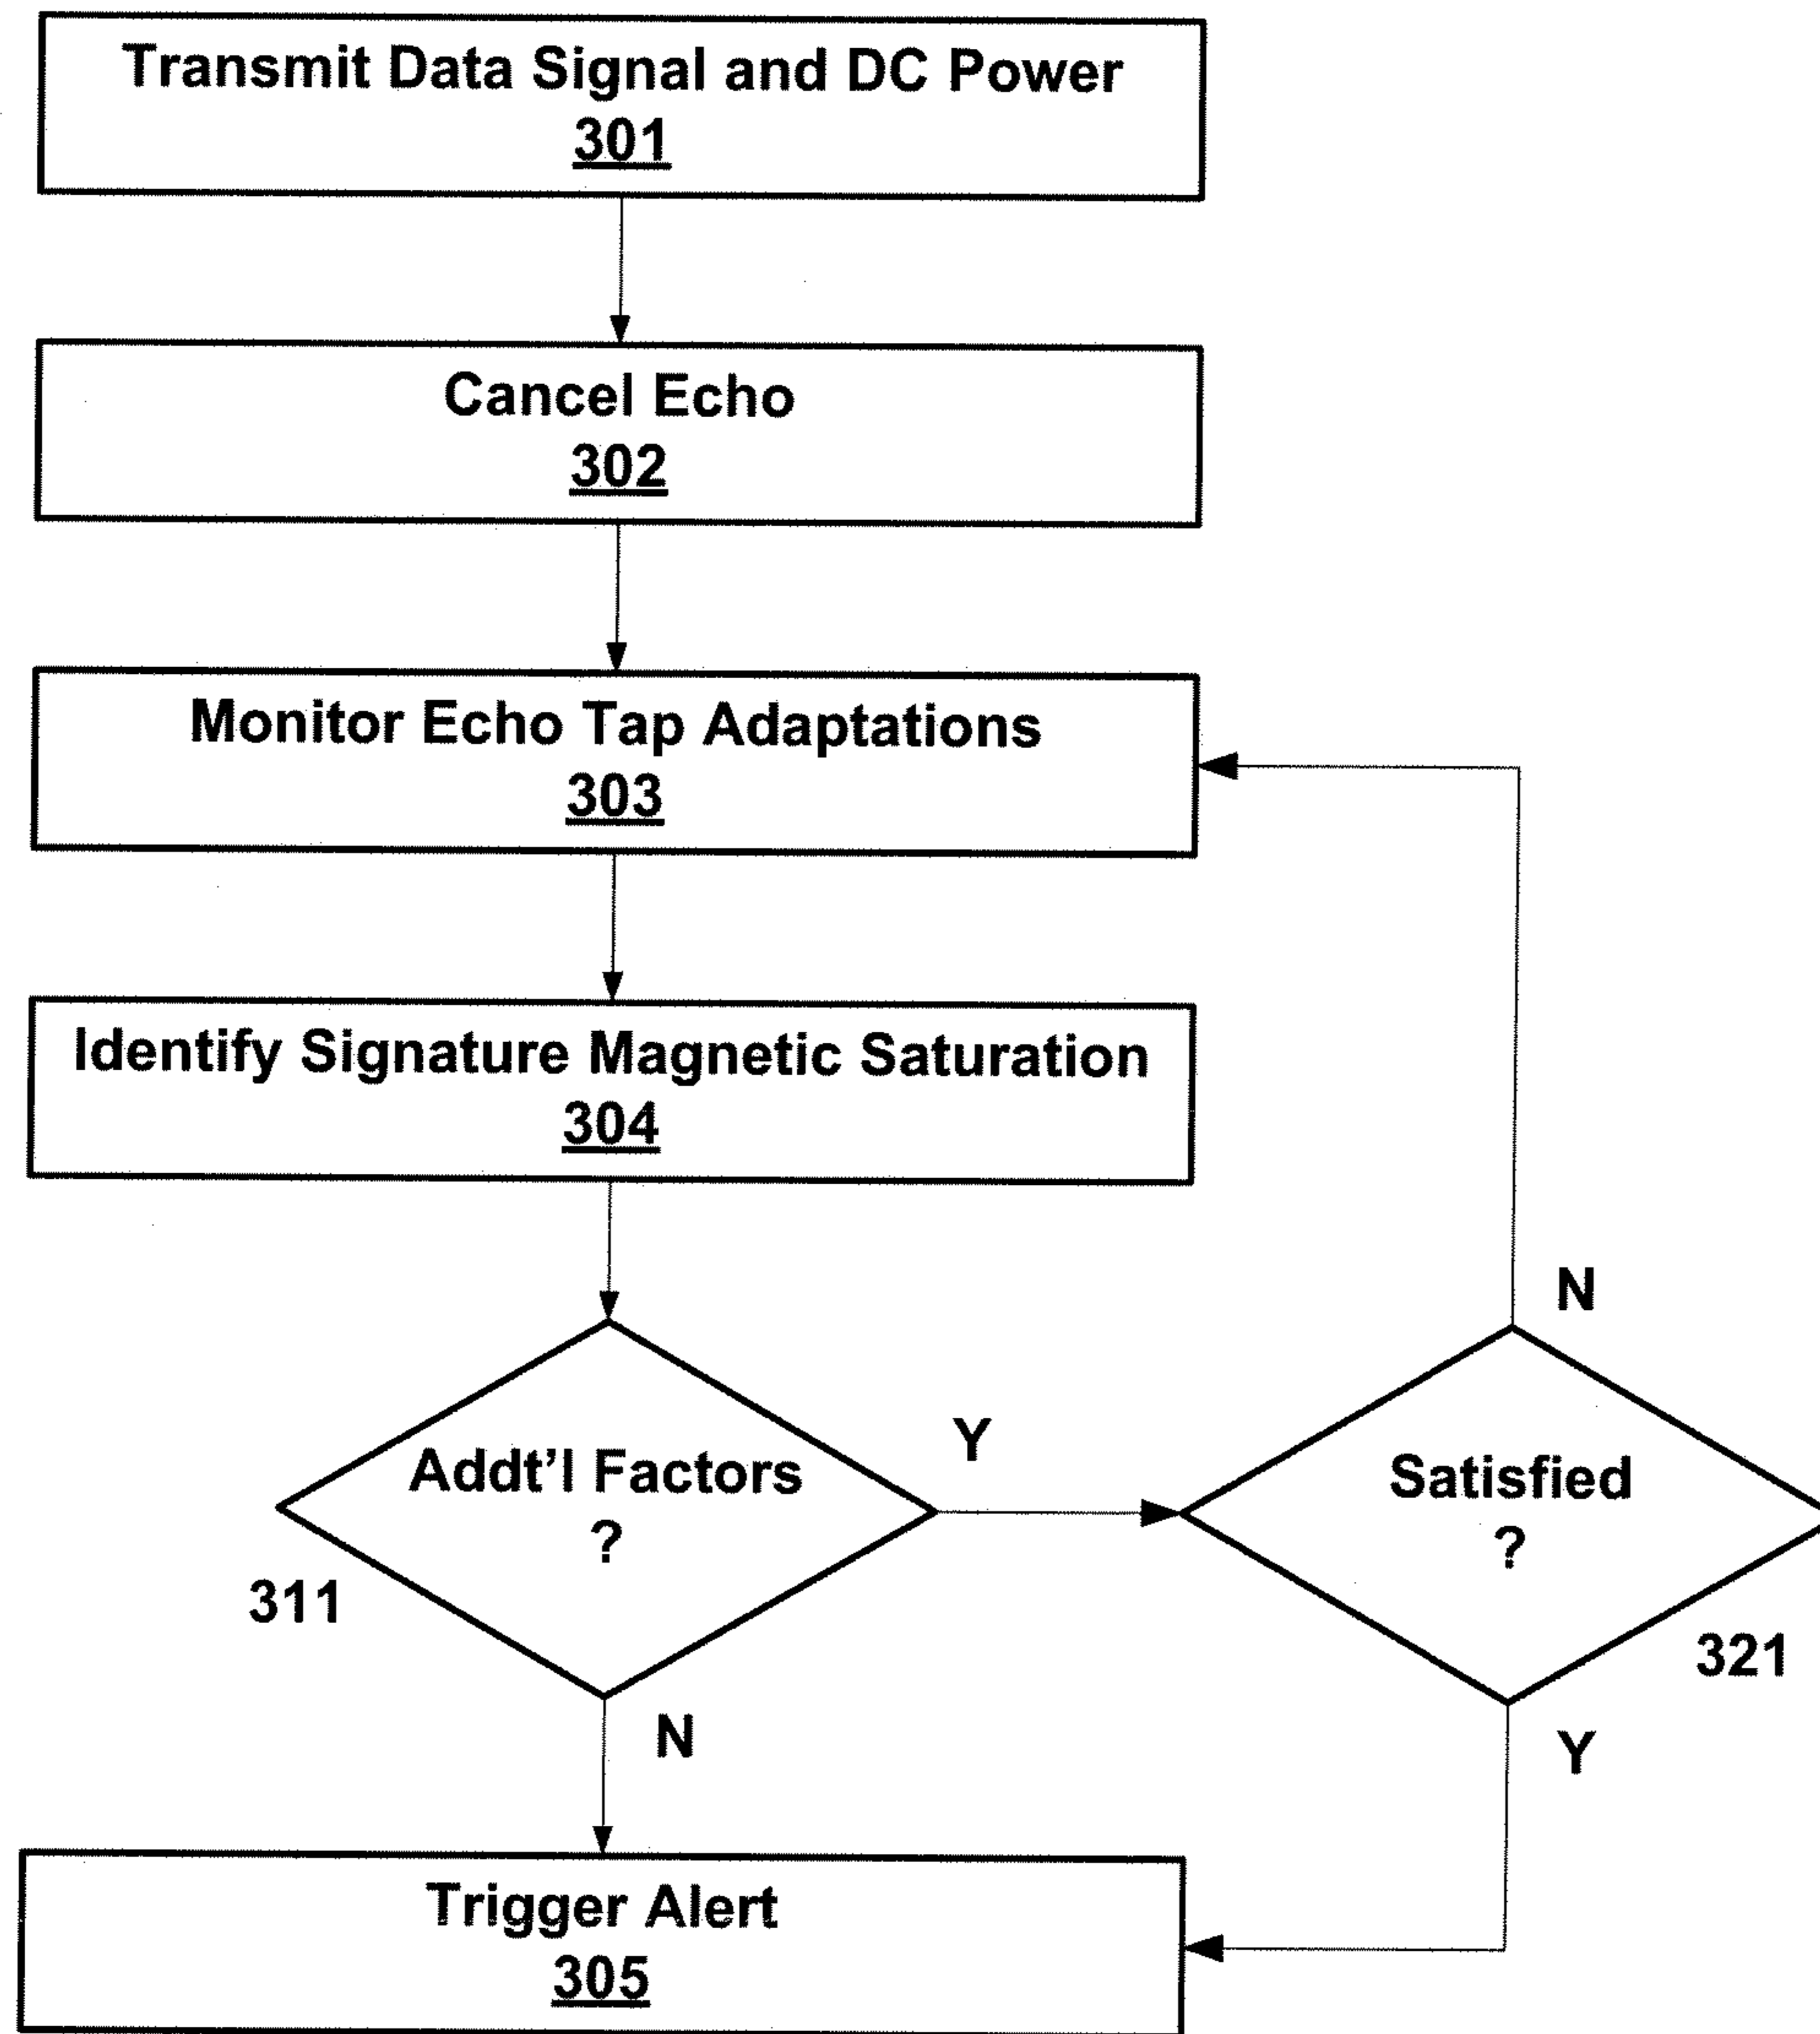 Transmit Data Signal and DC Power
301
Cancel Echo
302
Monitor Echo Tap Adaptations
303
Identify Signature Magnetic Saturation
304
N
Addt'l Factors
?
Y
Satisfied
?
311
321
N
Y
Trigger Alert
305